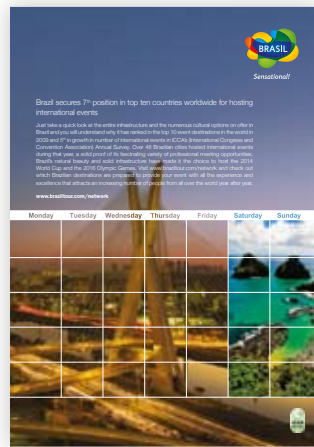 BRASIL
Sensational!
Brazil secures 7th position in top ten countries worldwide for hosting
international events
Just take a quick look at the entire infrastructure and the numerous cultural options on offer in
Brazil and you will understand why it has ranked in the top 10 event destinations in the world in
2009 and 5th in growth in number of international events in ICCA's (International Congress and
Convention Association) Annual Survey. Over 48 Brazilian cities hosted international events
during that year, a solid proof of its fascinating variety of professional meeting opportunities.
Brazil's natural beauty and solid infrastructure have made it the choice to host the 2014
World Cup and the 2016 Olympic Games. Visit www.braziltour.com/network and check out
which Brazilian destinations are prepared to provide your event with all the experience and
excellence that attracts an increasing number of people from all over the world year after year.
www.braziltour.com/network
Monday Tuesday Wednesday Thursday Friday Saturday Sunday